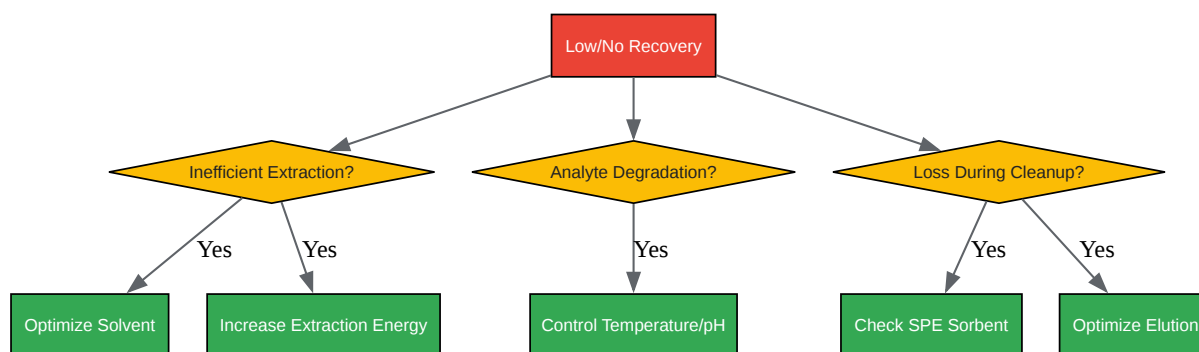 Low/No Recovery
Inefficient Extraction?
Analyte Degradation?
Loss During Cleanup?
Yes
Yes
Yes
Yes
Yes
Optimize Solvent
Increase Extraction Energy
Control Temperature/pH
Check SPE Sorbent
Optimize Elution